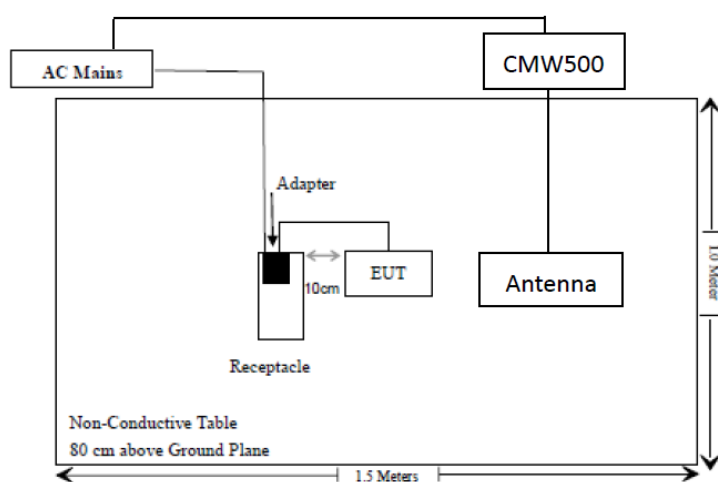 AC Mains
CMW500
Adapter
EUT
10cm
Antenna
1.0 Meter
Receptacle
Non-Conductive Table
80 cm above Ground Plane
1.5 Meters